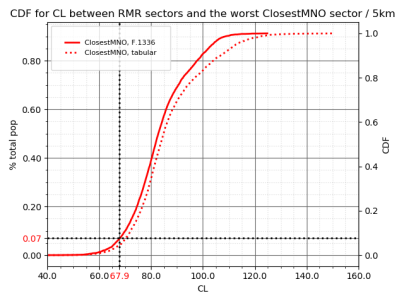 CDF for CL between RMR sectors and the worst ClosestMNO sector / 5km
ClosestMNO, F.1336
ClosestMNO, tabular
% total pop
0.80
0.60
0.40
0.20
0.07
0.00
1.0
0.8
0.6
0.4
0.2
0.0
CDF
40.0 60.0 67.9 80.0 100.0 120.0 140.0 160.0
CL